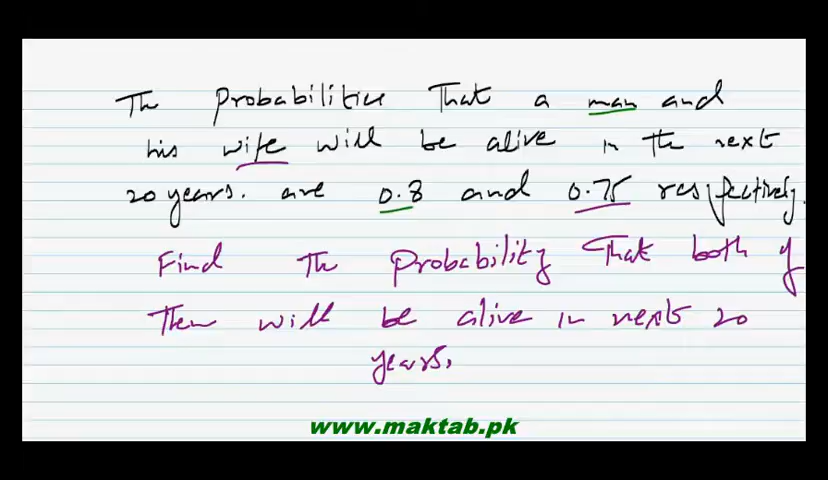 The Probabilities That a man and
his wife will be alive in the next
20 years. are 0.8 and 0.75 respectively.
Find The Probability That both of
Them will be alive in next 20
years.
www.maktab.pk